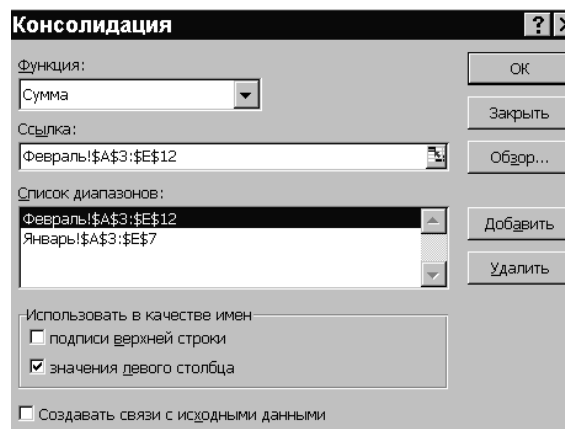 Консолидация
Функция:
ОК
Сумма
Закрыть
Ссылка:
Февраль!$A$3:$E$12
Обзор...
Список диапазонов:
Февраль!$A$3:$E$12
Добавить
Январь!$A$3:$E$7
Удалить
Использовать в качестве имен
подписи верхней строки
значения левого столбца
Создавать связи с исходными данными